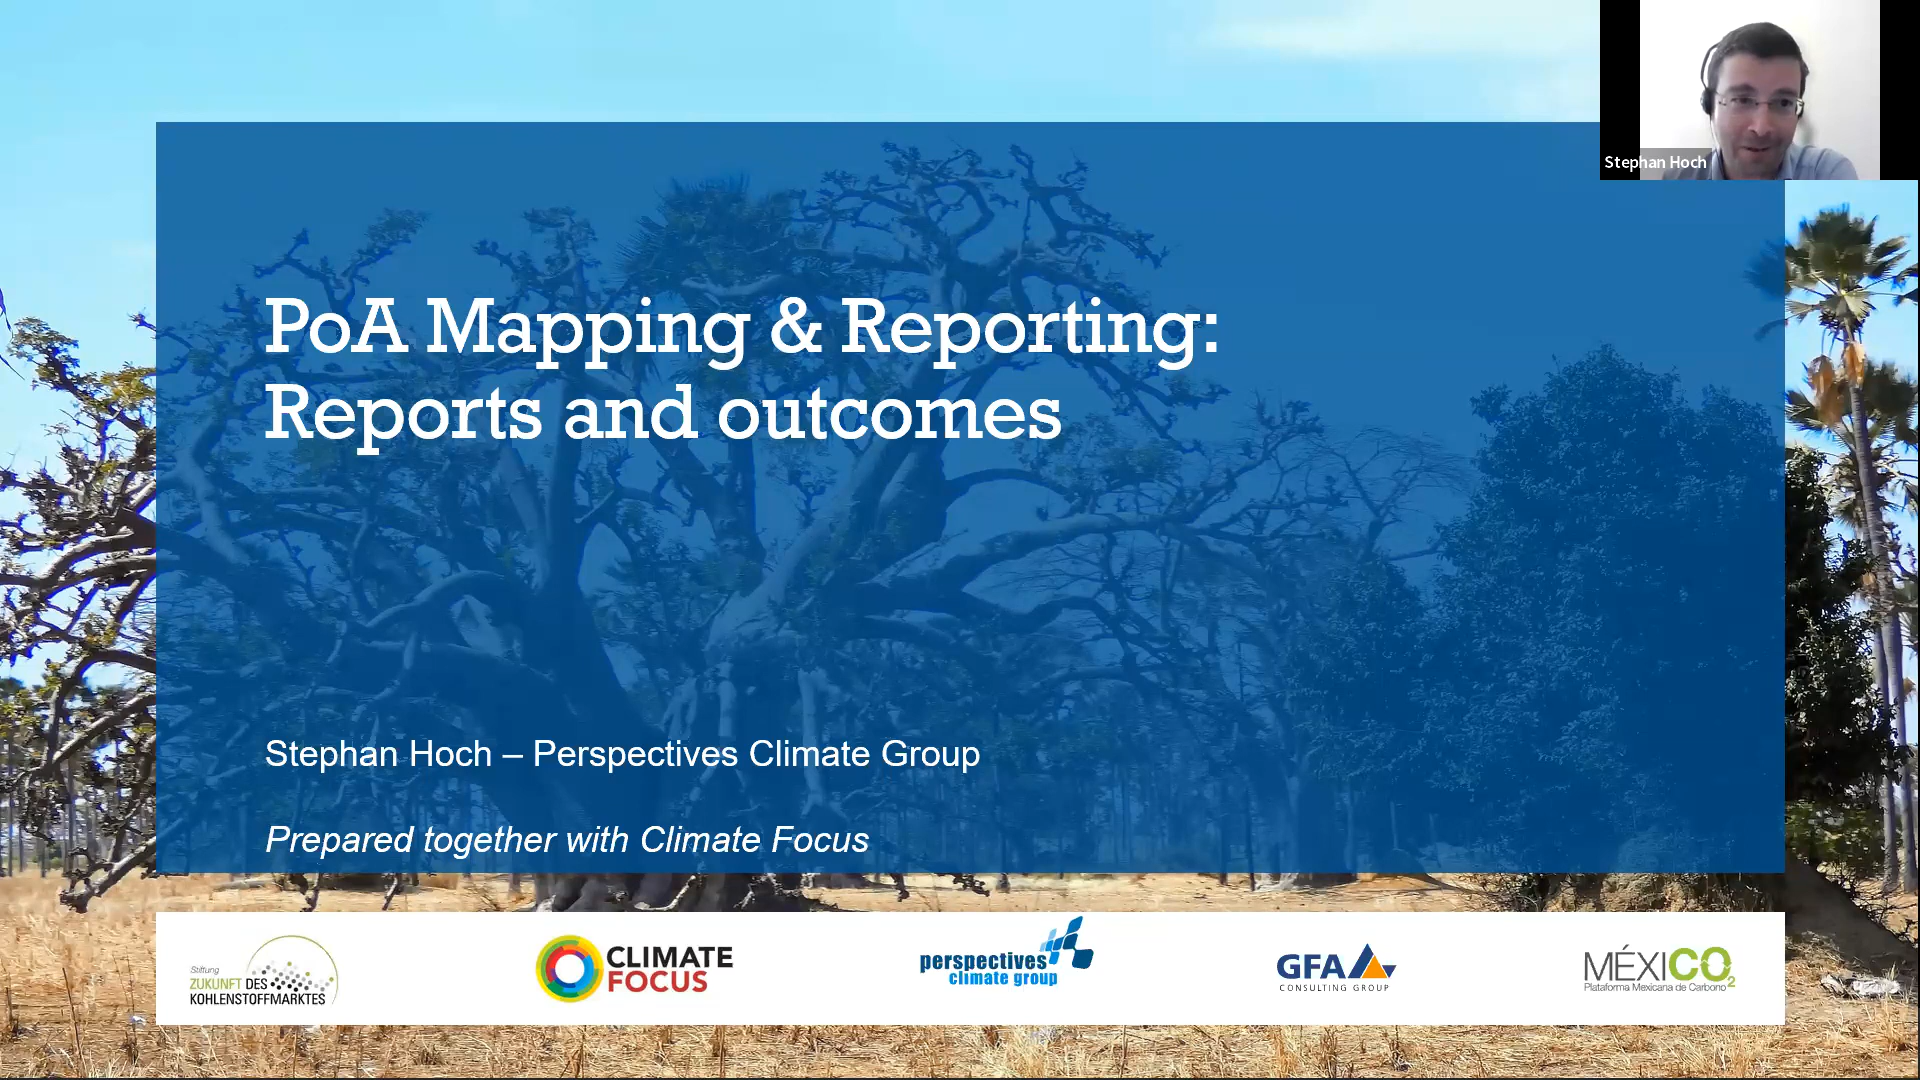 Stephan Hoch
PoA Mapping & Reporting:
Reports and outcomes
Stephan Hoch – Perspectives Climate Group
Prepared together with Climate Focus
Stiftung
ZUKUNFT DES
KOHLENSTOFFMARKTES
CLIMATE
FOCUS
perspectives
climate group
GFA
CONSULTING GROUP
MÉXICO2
Plataforma Mexicana de Carbono